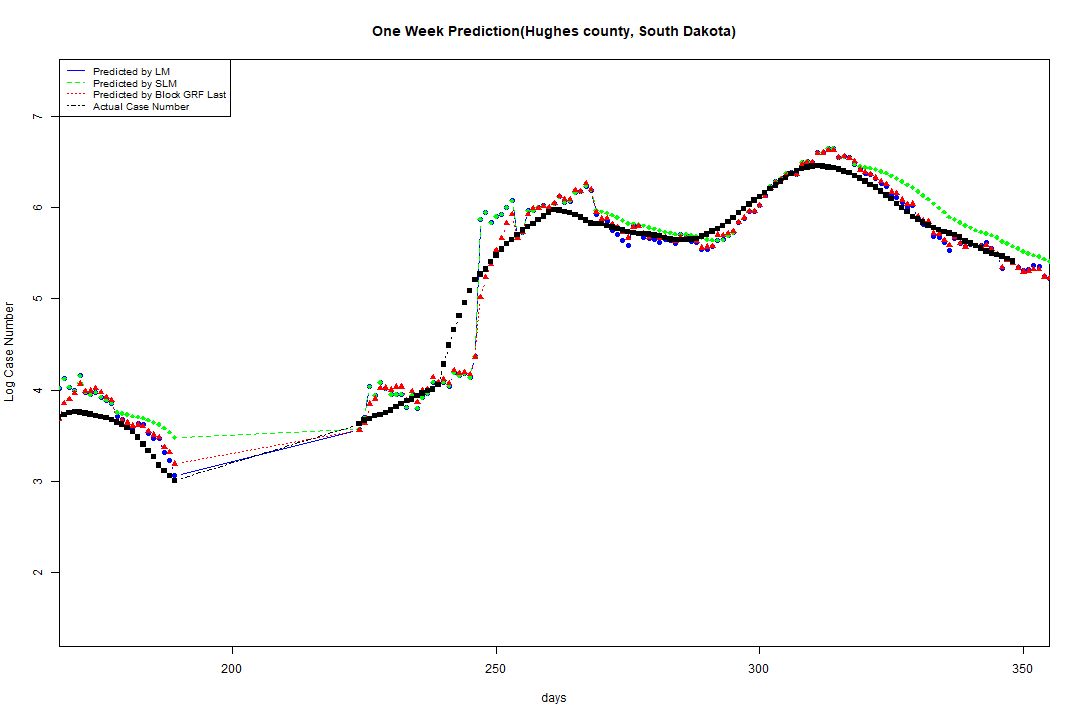 One Week Prediction(Hughes county, South Dakota)
Predicted by LM
Predicted by SLM
Predicted by Block GRF Last
Actual Case Number
7
6
5
4
3
2
Log Case Number
200 250 300 350
days